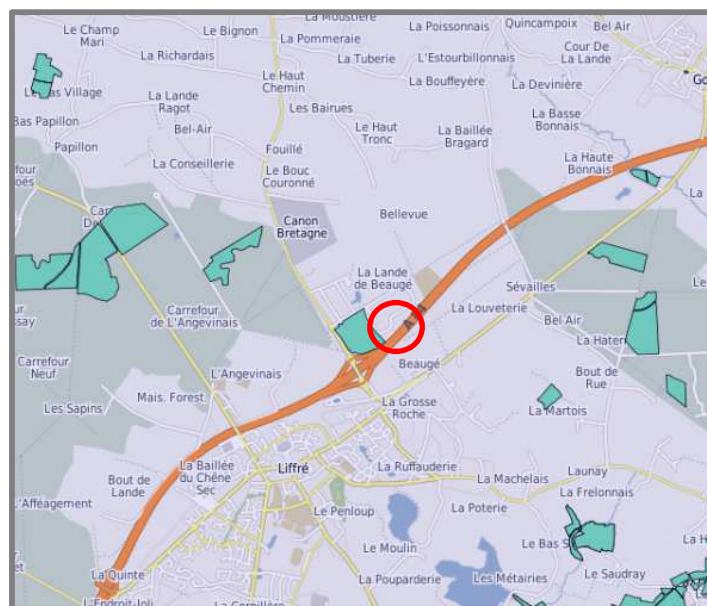 La Moustière
La Poissonnais
Quincampoix
Bel Air
Le Champ
Mari
Le Bignon
La Pommeraie
La Richardais
La Tuberie
L'Estourbillonnais
Cour De
La Lande
Le Haut
Chemin
La Bouffeyère
La Devinière
La Lande
Ragot
Les Bairues
La Basse
Bonnais
Bas Papillon
Bel-Air
Le Haut
Tronc
La Baillée
Bragard
Papillon
Fouillé
La Conseillerie
Le Bouc
Couronné
La Haute
Bonnais
Canon
Bretagne
Bellevue
La Lande
de Beaugé
Sévailles
Carrefour
de L'Angevinais
La Louveterie
Bel-Air
Carrefour
Neuf
L'Angevinais
Beaugé
Bout de
Rue
Les Sapins
Mais. Forest
La Grosse
Roche
La Martois
La Baillée
du Chêne
Sec
Liffré
La Ruffauderie
Bout de
Lande
La Machelais
Launay
La Frelonnais
L'Afféagement
Le Penloup
La Poterie
Le Moulin
La Quinte
La Pouparderie
Les Métairies
Le Saudray
L'Endroit-Joli